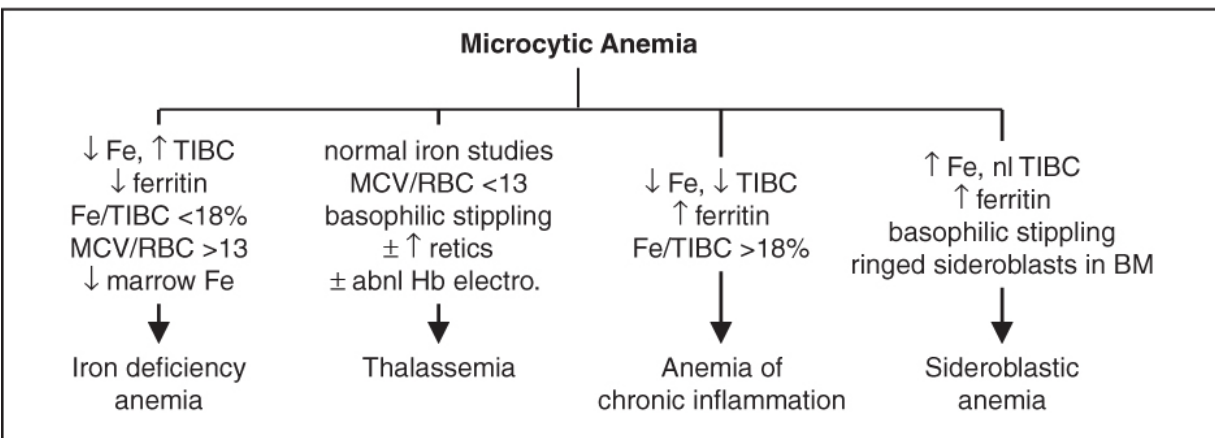 Microcytic Anemia
↓ Fe, ↑ TIBC
↓ ferritin
Fe/TIBC <18%
MCV/RBC >13
↓ marrow Fe
Iron deficiency
anemia
normal iron studies
MCV/RBC <13
basophilic stippling
± ↑ retics
± abnl Hb electro.
Thalassemia
↓ Fe, ↓ TIBC
↑ ferritin
Fe/TIBC >18%
Anemia of
chronic inflammation
↑ Fe, nl TIBC
↑ ferritin
basophilic stippling
ringed sideroblasts in BM
Sideroblastic
anemia